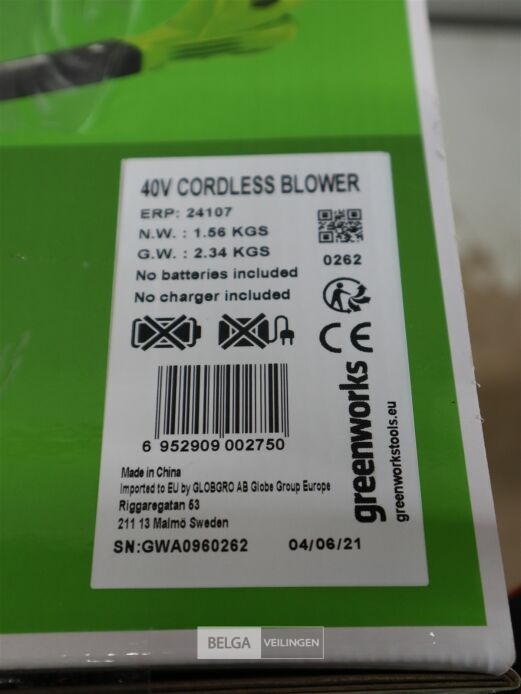 40V CORDLESS BLOWER
ERP: 24107
N.W. : 1.56 KGS
G.W. : 2.34 KGS
No batteries included
No charger included
0262
CE
6 952909 002750
greenworks
greenworkstools.eu
Made in China
Imported to EU by GLOBGRO AB Globe Group Europe
Riggaregatan 53
211 13 Malmö Sweden
SN:GWA0960262 04/06/21
BELGA VEILINGEN